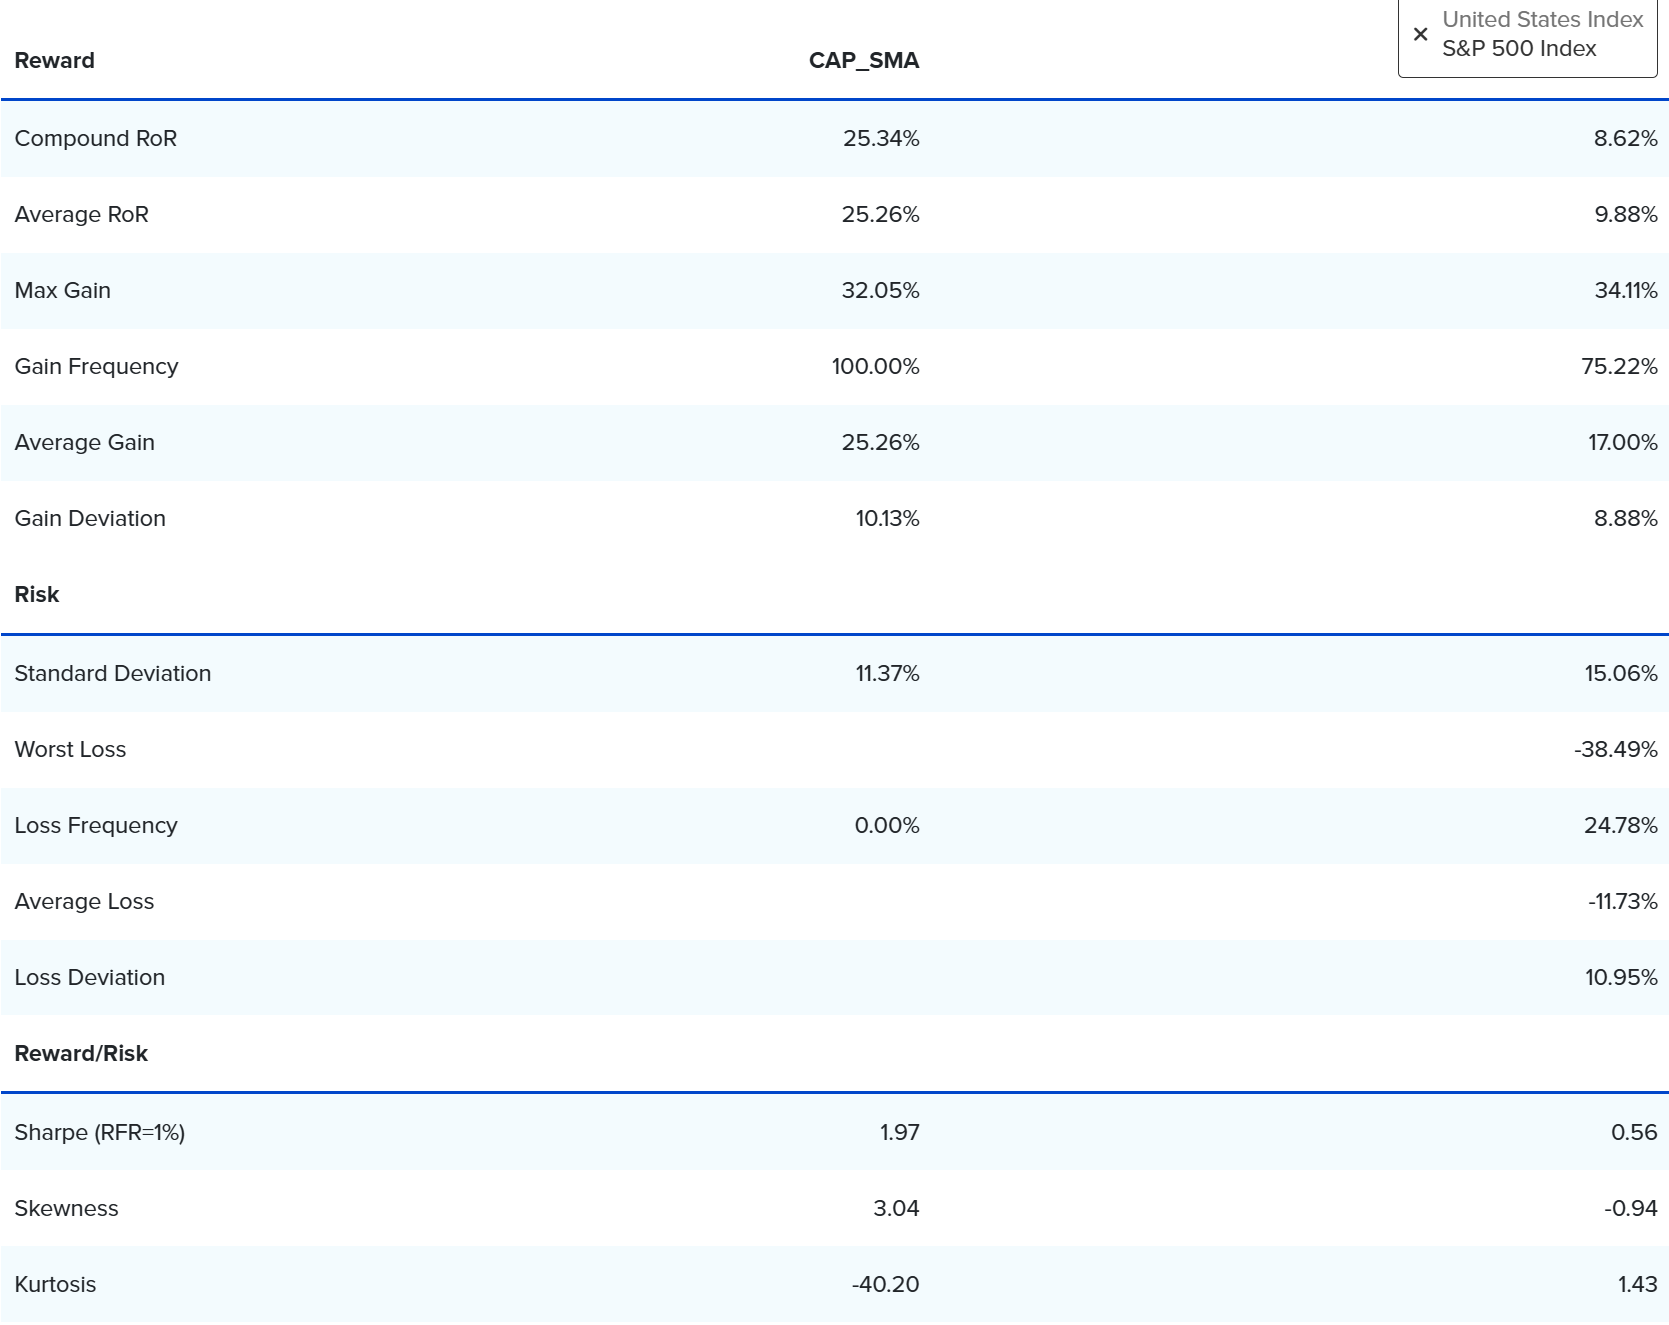 United States Index
× S&P 500 Index
Reward CAP_SMA
Compound RoR 25.34% 8.62%
Average RoR 25.26% 9.88%
Max Gain 32.05% 34.11%
Gain Frequency 100.00% 75.22%
Average Gain 25.26% 17.00%
Gain Deviation 10.13% 8.88%
Risk
Standard Deviation 11.37% 15.06%
Worst Loss -38.49%
Loss Frequency 0.00% 24.78%
Average Loss -11.73%
Loss Deviation 10.95%
Reward/Risk
Sharpe (RFR=1%) 1.97 0.56
Skewness 3.04 -0.94
Kurtosis -40.20 1.43